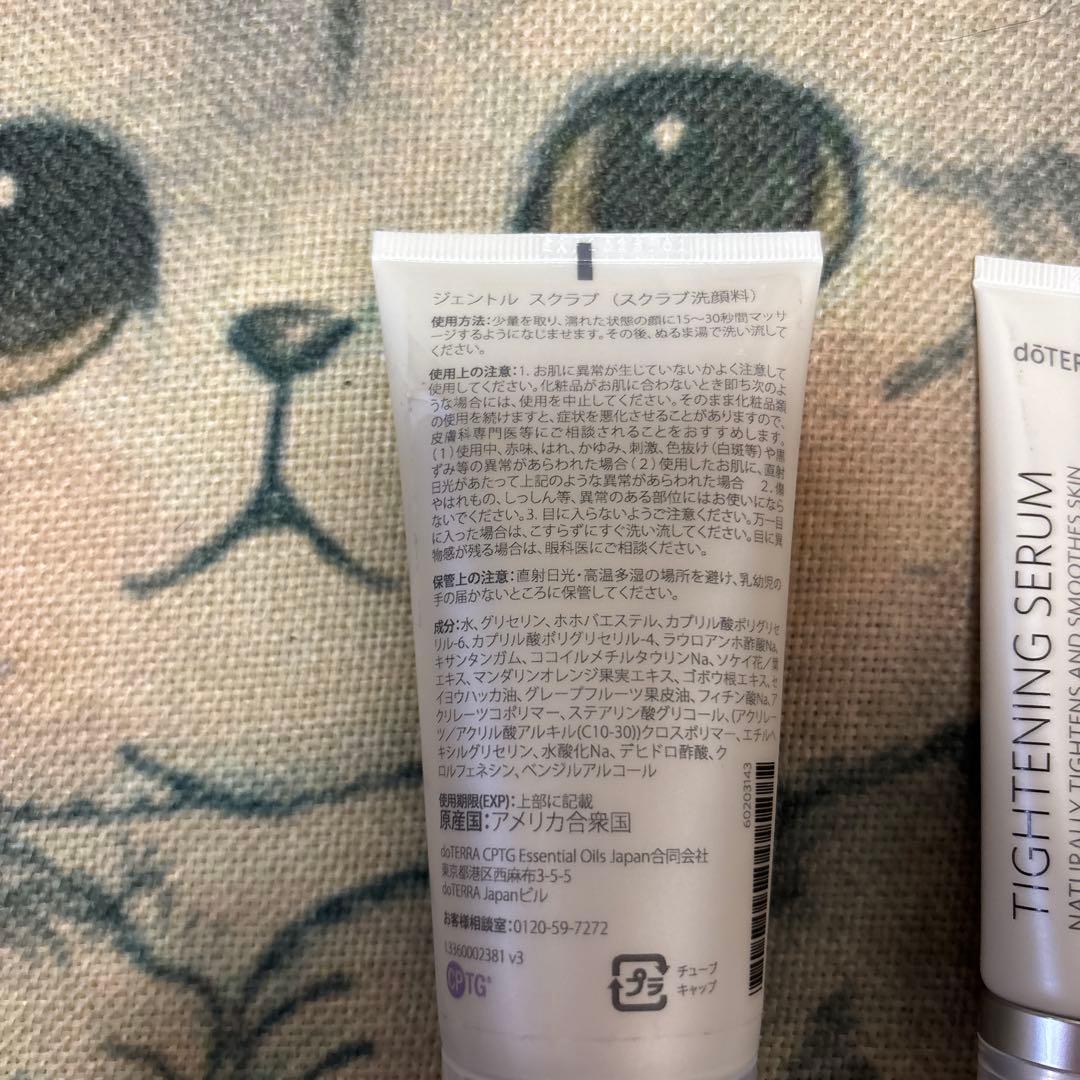 ジェントル スクラブ (スクラブ洗顔料)
使用方法:少量を取り、濡れた状態の顔に15〜30秒間マッサ
ージするようになじませます。その後、ぬるま湯で洗い流して
ください。
使用上の注意:1. お肌に異常が生じていないかよく注意して
使用してください。化粧品がお肌に合わないとき即ち次のよ
うな場合には、使用を中止してください。そのまま化粧品類
の使用を続けますと、症状を悪化させることがありますので、
皮膚科専門医等にご相談されることをおすすめします。
(1)使用中、赤味、はれ、かゆみ、刺激、色抜け(白斑等)や黒
ずみ等の異常があらわれた場合(2)使用したお肌に、直射
日光があたって上記のような異常があらわれた場合 2. 傷
やはれもの、しっしん等、異常のある部位にはお使いになら
ないでください。3. 目に入らないようご注意ください。万一目
に入った場合は、こすらずにすぐ洗い流してください。目に異
物感が残る場合は、眼科医にご相談ください。
保管上の注意:直射日光・高温多湿の場所を避け、乳幼児の
手の届かないところに保管してください。
成分:水、グリセリン、ホホバエステル、カプリル酸ポリグリセ
リル-6、カプリル酸ポリグリセリル-4、ラウロアンホ酢酸Na、
キサンタンガム、ココイルメチルタウリンNa、ソケイ花/葉
エキス、マンダリンオレンジ果実エキス、ゴボウ根エキス、セ
イヨウハッカ油、グレープフルーツ果皮油、フィチン酸Na、ア
クリレーツコポリマー、ステアリン酸グリコール、(アクリレー
ツ/アクリル酸アルキル(C10-30))クロスポリマー、エチルヘ
キシルグリセリン、水酸化Na、デヒドロ酢酸、ク
ロルフェネシン、ベンジルアルコール
使用期限(EXP):上部に記載
原産国:アメリカ合衆国
doTERRA CPTG Essential Oils Japan合同会社
東京都港区西麻布3-5-5
doTERRA Japanビル
お客様相談室:0120-59-7272
L3360002381 v3
CPTG®
プラ
チューブ
キャップ
60203143
dōTER
TIGHTENING SERUM
NATURALLY TIGHTENS AND SMOOTHES SKIN